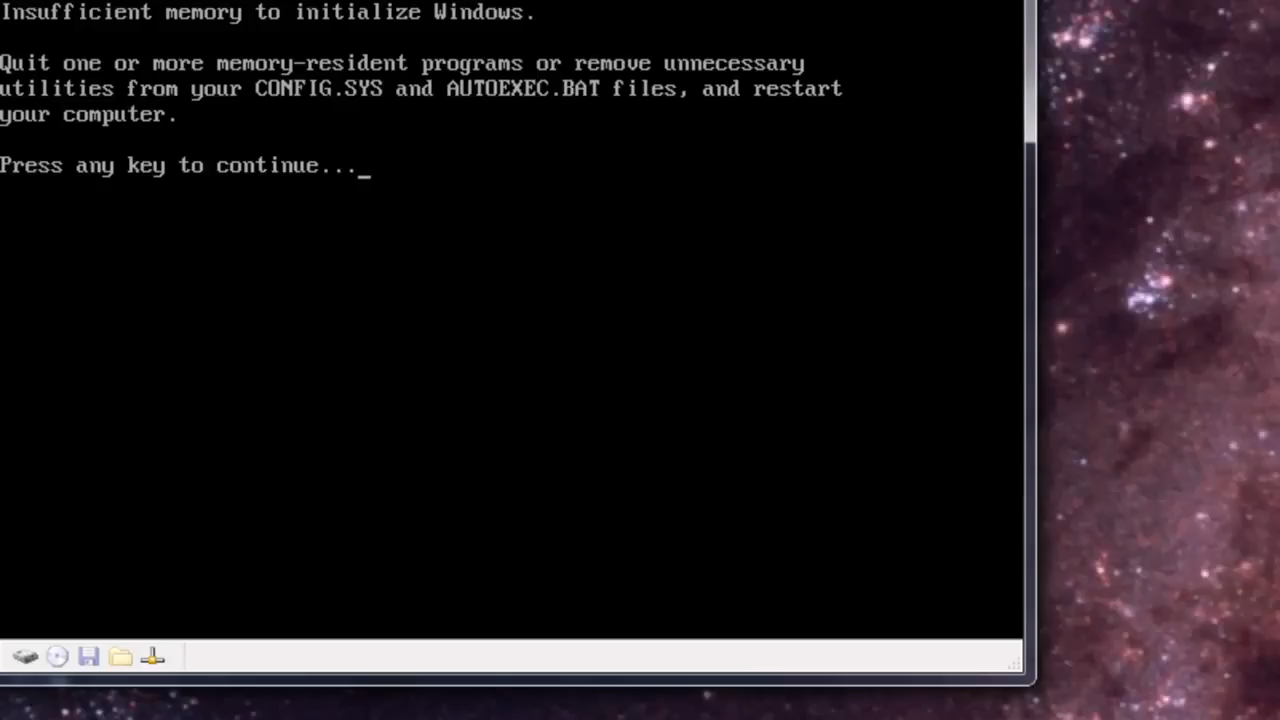 Insufficient memory to initialize Windows.
Quit one or more memory-resident programs or remove unnecessary
utilities from your CONFIG.SYS and AUTOEXEC.BAT files, and restart
your computer.
Press any key to continue..._